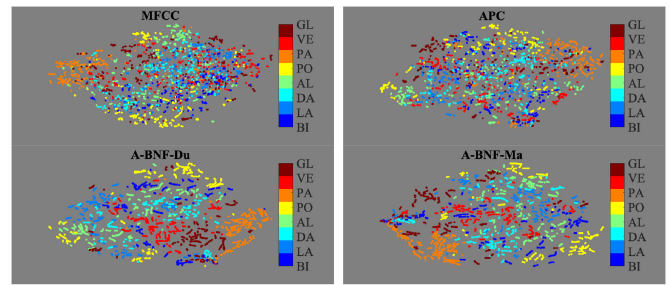 MFCC
GL
VE
PA
PO
AL
DA
LA
BI
APC
GL
VE
PA
PO
AL
DA
LA
BI
A-BNF-Du
GL
VE
PA
PO
AL
DA
LA
BI
A-BNF-Ma
GL
VE
PA
PO
AL
DA
LA
BI